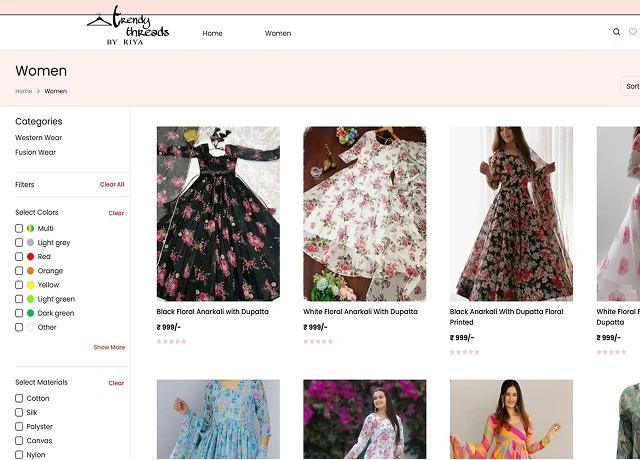 trendy
threads
BY RIYA
Home
Women
Women
Home > Women
Sort
Categories
Western Wear
Fusion Wear
Filters
Clear All
Select Colors
Clear
Multi
Light grey
Red
Orange
Yellow
Light green
Dark green
Other
Show More
Select Materials
Clear
Cotton
Silk
Polyster
Canvas
Nylon
Black Floral Anarkali with Dupatta
₹ 999/-
White Floral Anarkali With Dupatta
₹ 999/-
Black Anarkali With Dupatta Floral
Printed
₹ 999/-
White F
Dupatta
₹ 999/-